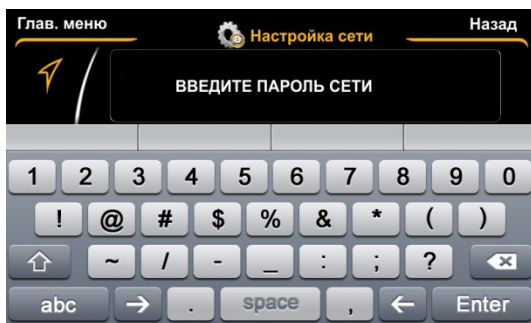 Глав. меню Настройка сети Назад
ВВЕДИТЕ ПАРОЛЬ СЕТИ
1 2 3 4 5 6 7 8 9 0
! @ # $ % & * ( )
~ / - _ : ; ?
abc → . space , ← Enter